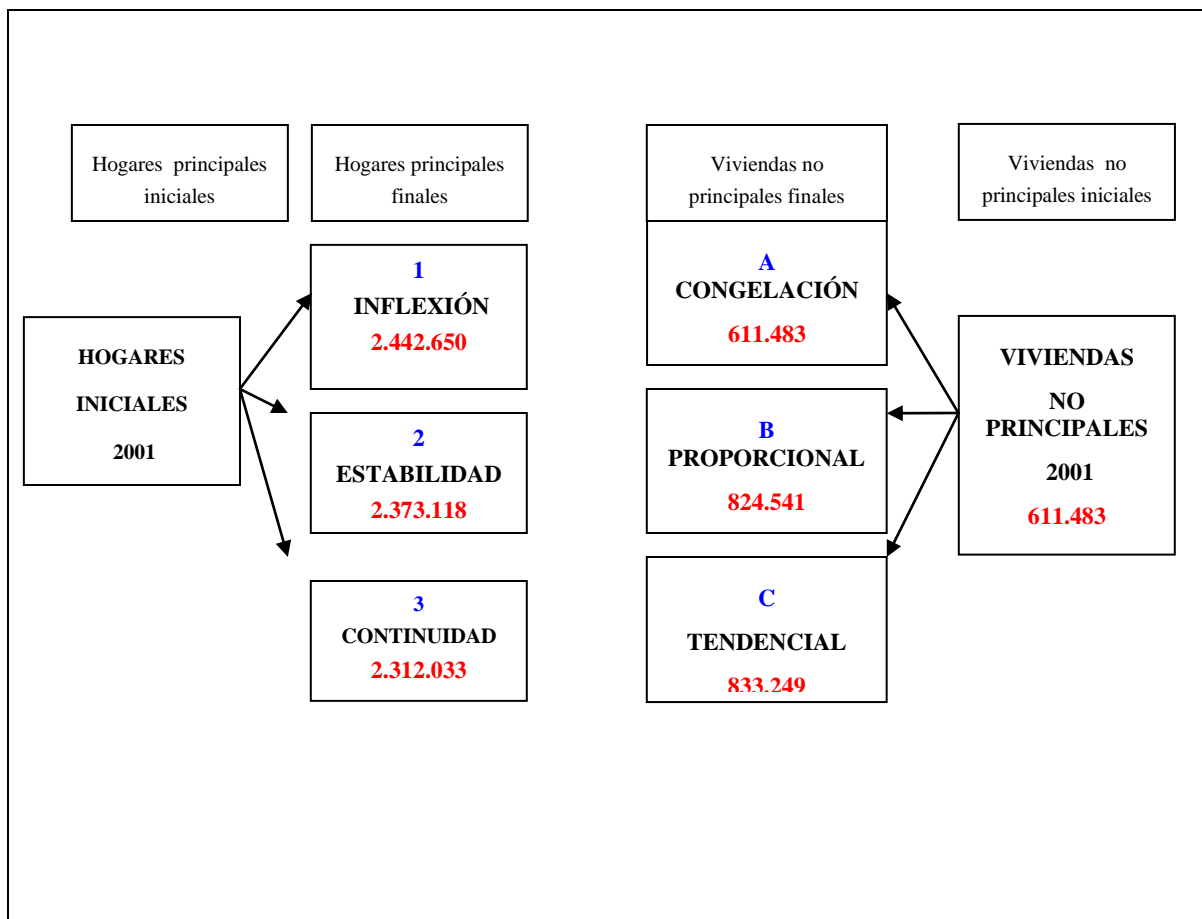 Hogares principales
iniciales
Hogares principales
finales
Viviendas no
principales finales
Viviendas no
principales iniciales
HOGARES
INICIALES
2001
1
INFLEXIÓN
2.442.650
2
ESTABILIDAD
2.373.118
3
CONTINUIDAD
2.312.033
A
CONGELACIÓN
611.483
B
PROPORCIONAL
824.541
C
TENDENCIAL
833.249
VIVIENDAS
NO
PRINCIPALES
2001
611.483